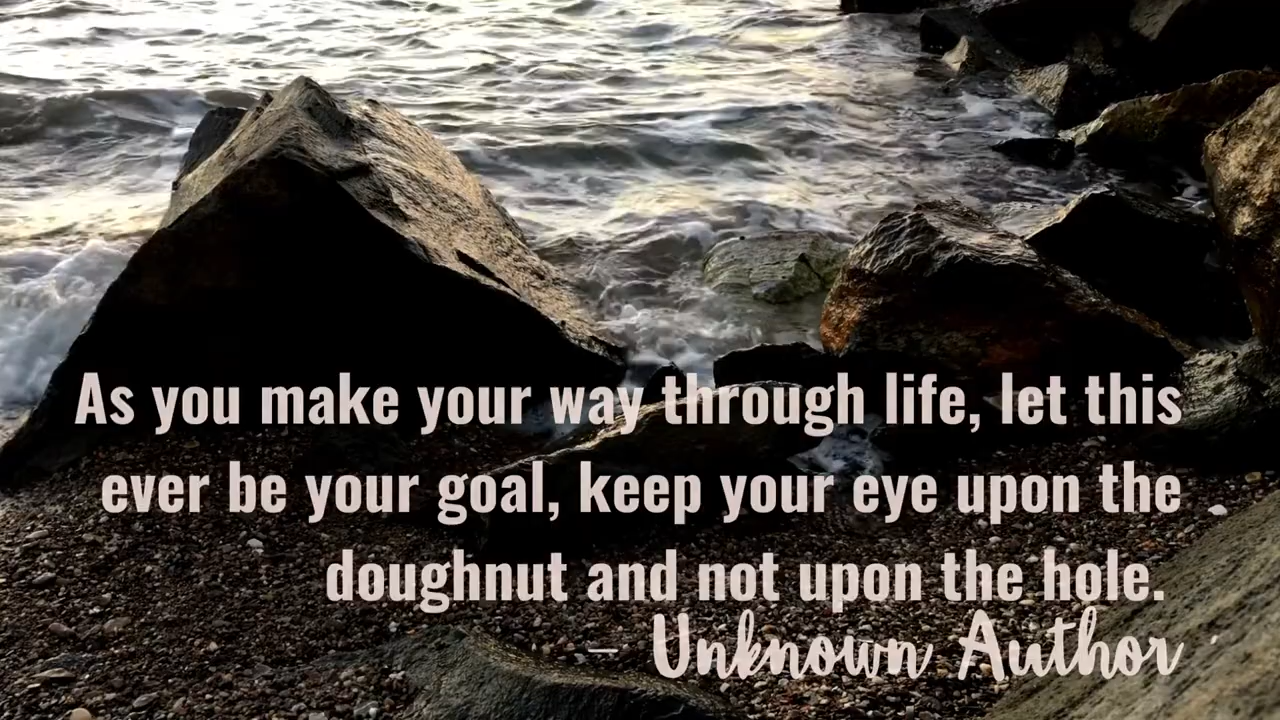 As you make your way through life, let this
ever be your goal, keep your eye upon the
doughnut and not upon the hole.
– Unknown Author